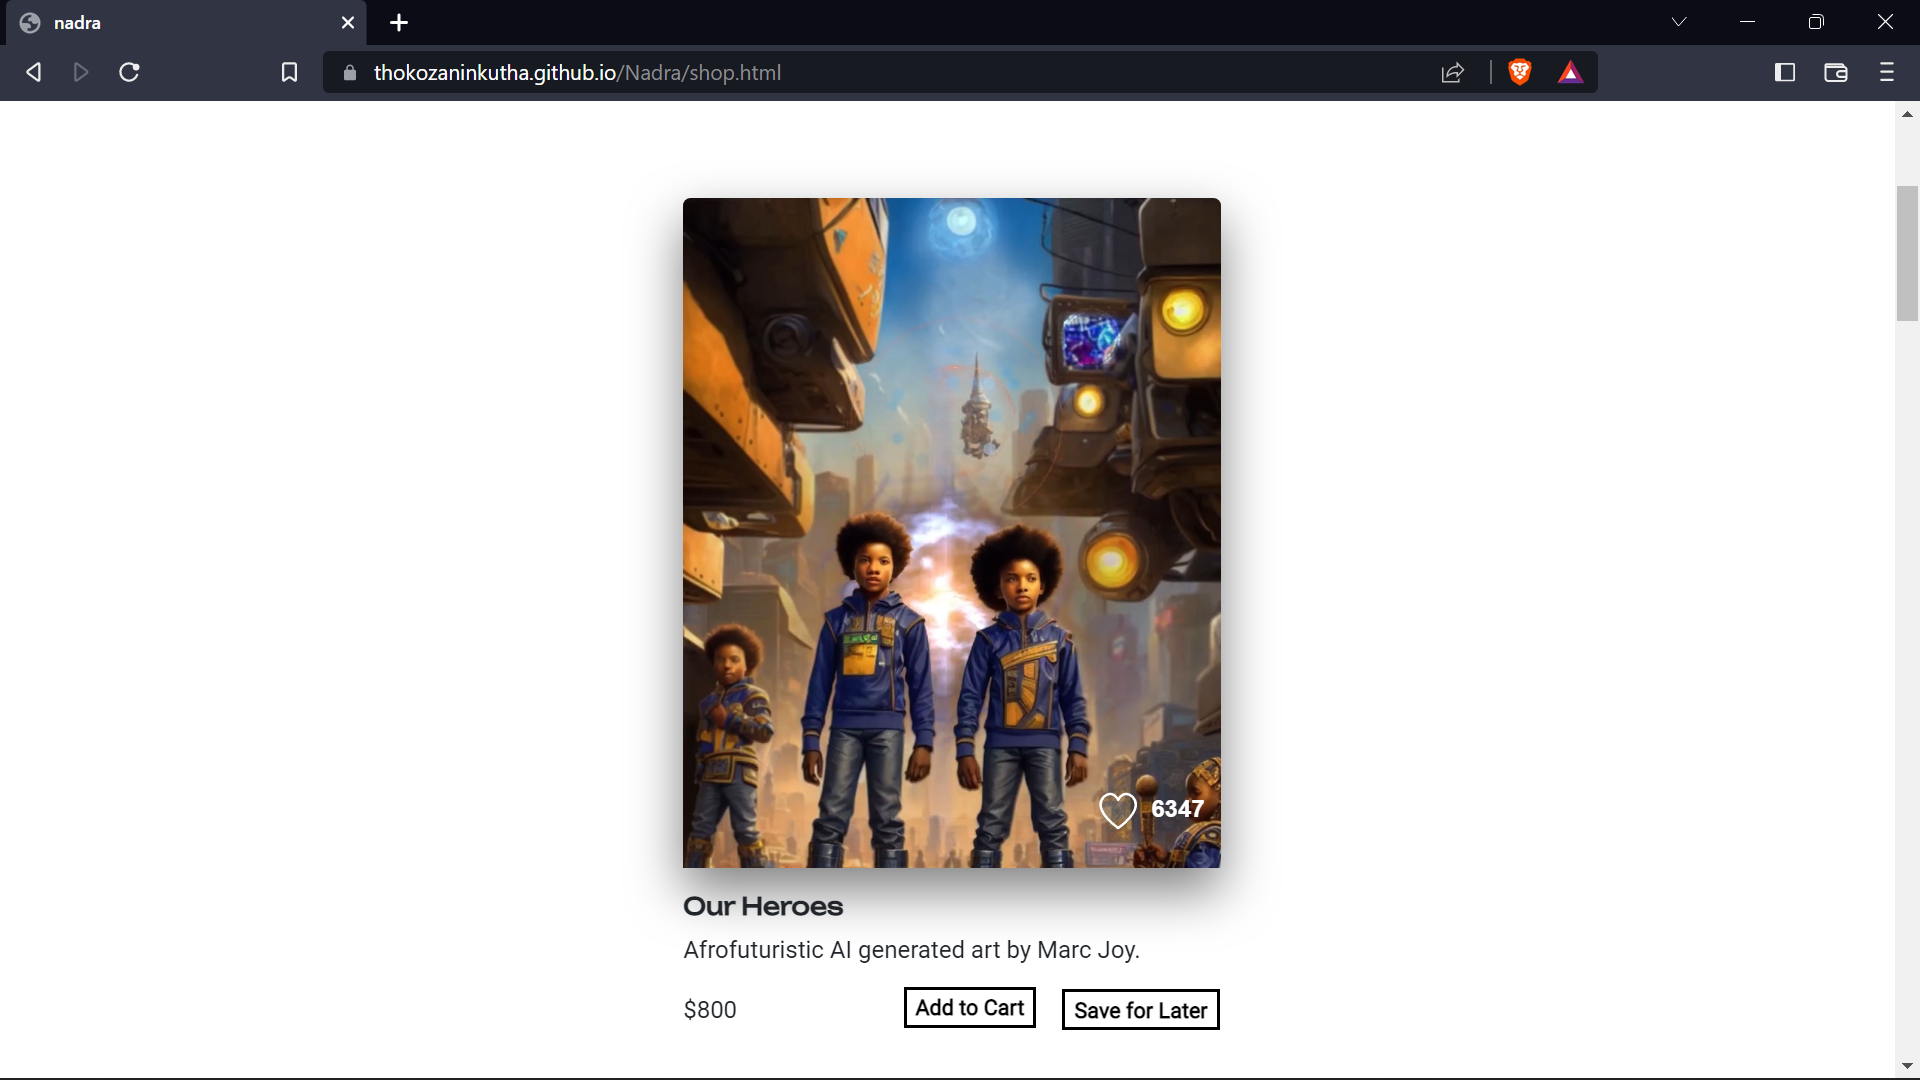 nadra
thokozaninkutha.github.io/Nadra/shop.html
6347
Our Heroes
Afrofuturistic AI generated art by Marc Joy.
$800
Add to Cart
Save for Later